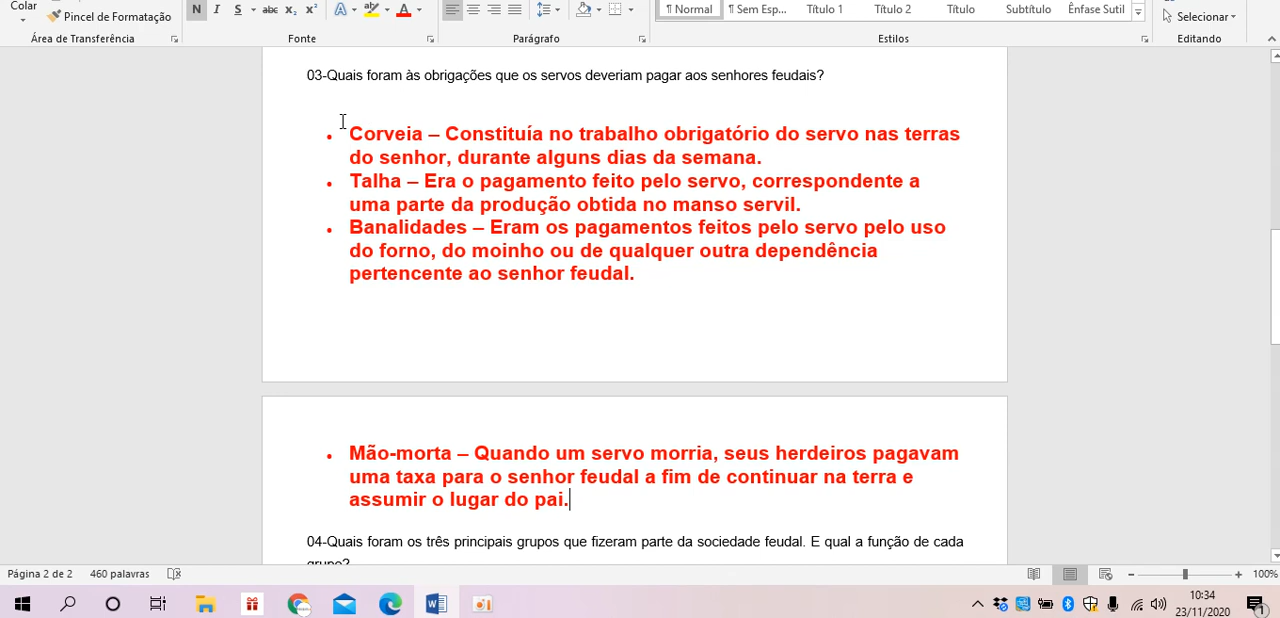 Colar
Pincel de Formatação
N I S abc x₂ x² A aby A
¶ Normal ¶ Sem Esp... Título 1 Título 2 Título Subtítulo Ênfase Sutil
Selecionar
Área de Transferência Fonte Parágrafo Estilos Editando
03-Quais foram às obrigações que os servos deveriam pagar aos senhores feudais?
• Corveia – Constituía no trabalho obrigatório do servo nas terras
do senhor, durante alguns dias da semana.
• Talha – Era o pagamento feito pelo servo, correspondente a
uma parte da produção obtida no manso servil.
• Banalidades – Eram os pagamentos feitos pelo servo pelo uso
do forno, do moinho ou de qualquer outra dependência
pertencente ao senhor feudal.
• Mão-morta – Quando um servo morria, seus herdeiros pagavam
uma taxa para o senhor feudal a fim de continuar na terra e
assumir o lugar do pai.
04-Quais foram os três principais grupos que fizeram parte da sociedade feudal. E qual a função de cada
grupo?
Página 2 de 2 460 palavras 100%
10:34
23/11/2020
1